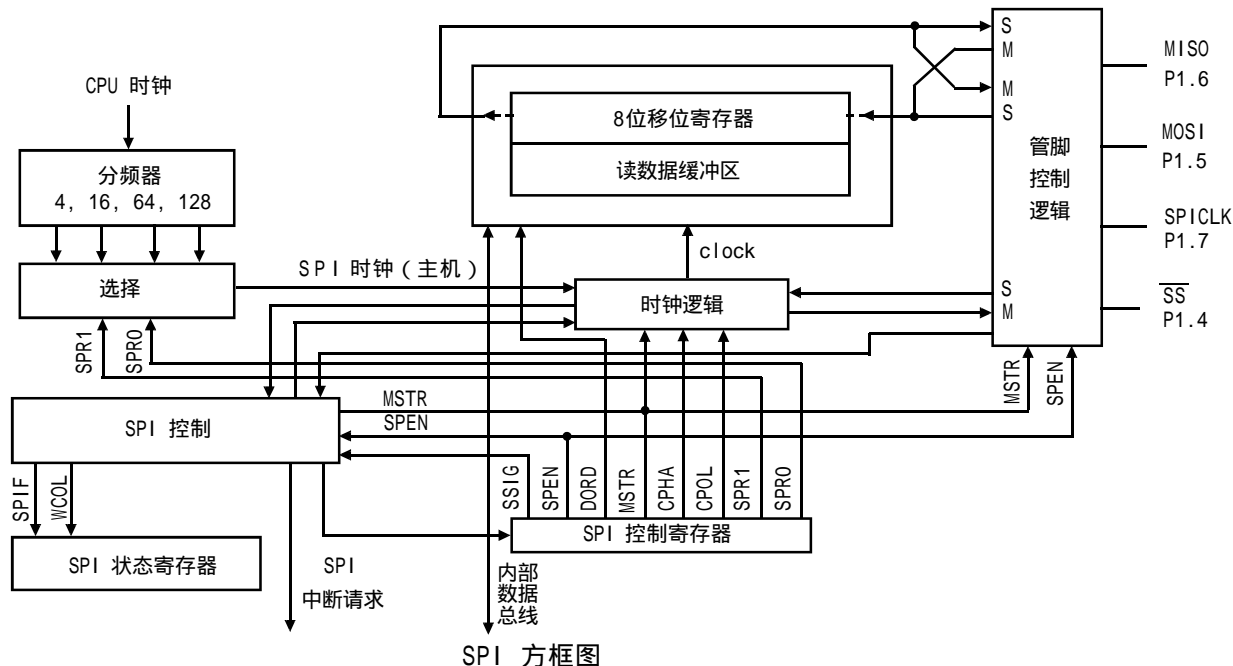 CPU 时钟
分频器
4, 16, 64, 128
选择
SPR1
SPR0
SPI 时钟（主机）
8位移位寄存器
读数据缓冲区
clock
时钟逻辑
S
M
M
S
管脚
控制
逻辑
S
M
MISO
P1.6
MOSI
P1.5
SPICLK
P1.7
SS
P1.4
MSTR
SPEN
SPI 控制
MSTR
SPEN
SPIF
WCOL
SPI 状态寄存器
SPI
中断请求
SSIG
SPEN
DORD
MSTR
CPHA
CPOL
SPR1
SPR0
SPI 控制寄存器
内部
数据
总线
SPI 方框图